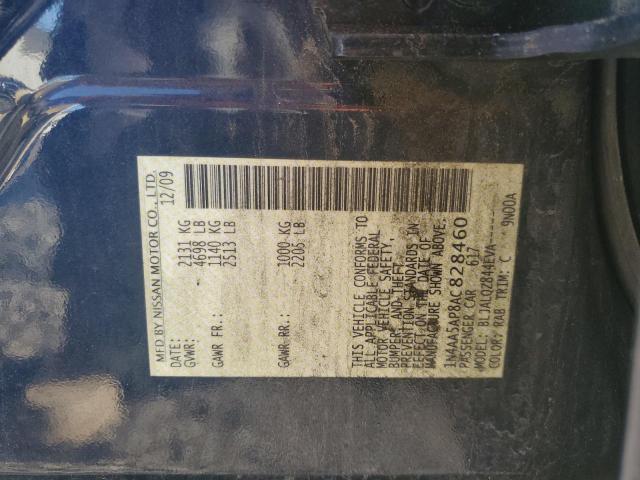 MFD BY NISSAN MOTOR CO., LTD.
DATE: 12/09
GVWR: 2131 KG
4698 LB
GAWR FR.: 1140 KG
2513 LB
GAWR RR.: 1000 KG
2205 LB
THIS VEHICLE CONFORMS TO
ALL APPLICABLE FEDERAL
MOTOR VEHICLE SAFETY,
BUMPER, AND THEFT
PREVENTION STANDARDS IN
EFFECT ON THE DATE OF
MANUFACTURE SHOWN ABOVE.
1N4AA5AP8AC828460
PASSENGER CAR 617
MODEL: BLJALQ2844EVA-----
COLOR: RAB TRIM: C 9N00A